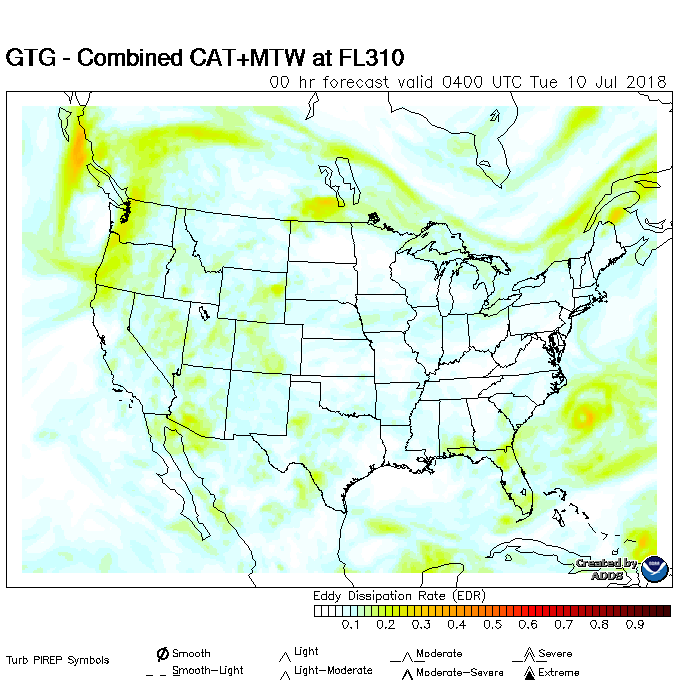 GTG - Combined CAT+MTW at FL310
00 hr forecast valid 0400 UTC Tue 10 Jul 2018
Created by
ADDS
Eddy Dissipation Rate (EDR)
0.1 0.2 0.3 0.4 0.5 0.6 0.7 0.8 0.9
Turb PIREP Symbols
Smooth
Light
Moderate
Severe
Smooth-Light
Light-Moderate
Moderate-Severe
Extreme